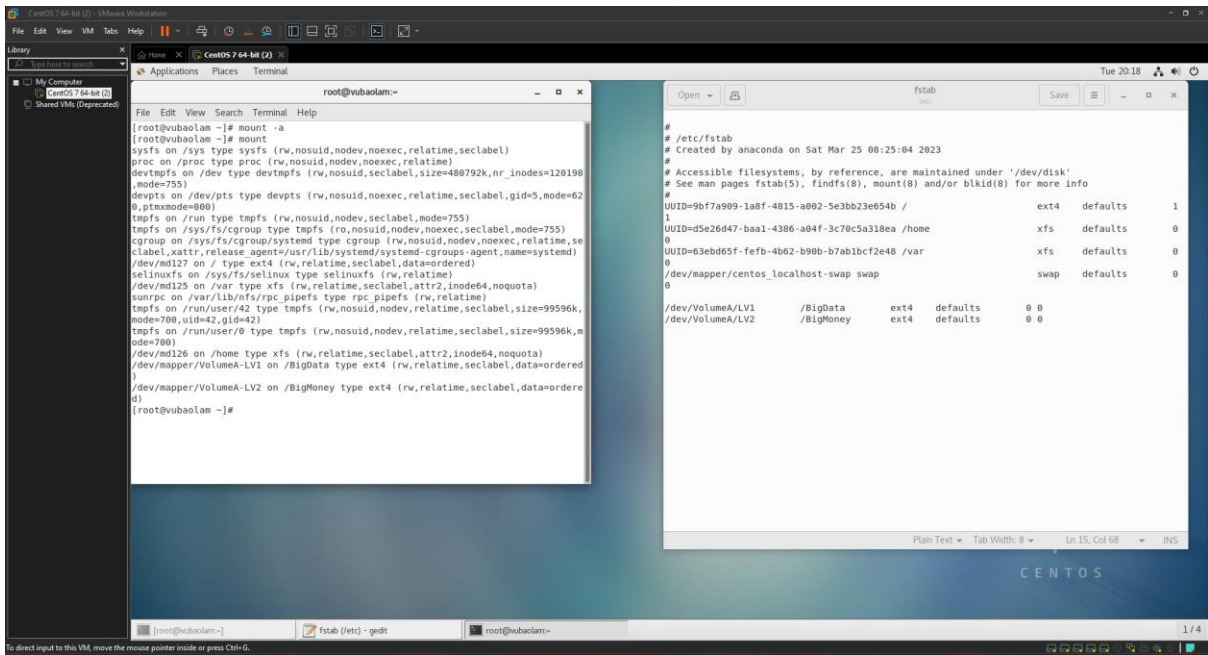 CentOS 7 64-bit (2) - VMware Workstation
File Edit View VM Tabs Help
Library
Type here to search
My Computer
CentOS 7 64-bit (2)
Shared VMs (Deprecated)
Home
CentOS 7 64-bit (2)
Applications Places Terminal
Tue 20:18
root@vubaolam:~
File Edit View Search Terminal Help
[root@vubaolam ~]# mount -a
[root@vubaolam ~]# mount
sysfs on /sys type sysfs (rw,nosuid,nodev,noexec,relatime,seclabel)
proc on /proc type proc (rw,nosuid,nodev,noexec,relatime)
devtmpfs on /dev type devtmpfs (rw,nosuid,seclabel,size=480792k,nr_inodes=120198
,mode=755)
devpts on /dev/pts type devpts (rw,nosuid,noexec,relatime,seclabel,gid=5,mode=62
0,ptmxmode=000)
tmpfs on /run type tmpfs (rw,nosuid,nodev,seclabel,mode=755)
tmpfs on /sys/fs/cgroup type tmpfs (ro,nosuid,nodev,noexec,seclabel,mode=755)
cgroup on /sys/fs/cgroup/systemd type cgroup (rw,nosuid,nodev,noexec,relatime,se
clabel,xattr,release_agent=/usr/lib/systemd/systemd-cgroups-agent,name=systemd)
/dev/md127 on / type ext4 (rw,relatime,seclabel,data=ordered)
selinuxfs on /sys/fs/selinux type selinuxfs (rw,relatime)
/dev/md125 on /var type xfs (rw,relatime,seclabel,attr2,inode64,noquota)
sunrpc on /var/lib/nfs/rpc_pipefs type rpc_pipefs (rw,relatime)
tmpfs on /run/user/42 type tmpfs (rw,nosuid,nodev,relatime,seclabel,size=99596k,
mode=700,uid=42,gid=42)
tmpfs on /run/user/0 type tmpfs (rw,nosuid,nodev,relatime,seclabel,size=99596k,m
ode=700)
/dev/md126 on /home type xfs (rw,relatime,seclabel,attr2,inode64,noquota)
/dev/mapper/VolumeA-LV1 on /BigData type ext4 (rw,relatime,seclabel,data=ordered
)
/dev/mapper/VolumeA-LV2 on /BigMoney type ext4 (rw,relatime,seclabel,data=ordere
d)
[root@vubaolam ~]#
Open
fstab
/etc
Save
#
# /etc/fstab
# Created by anaconda on Sat Mar 25 08:25:04 2023
#
# Accessible filesystems, by reference, are maintained under '/dev/disk'
# See man pages fstab(5), findfs(8), mount(8) and/or blkid(8) for more info
#
UUID=9bf7a909-1a8f-4815-a002-5e3bb23e654b / ext4 defaults 1
1
UUID=d5e26d47-baa1-4386-a04f-3c70c5a318ea /home xfs defaults 0
0
UUID=63ebd65f-fefb-4b62-b90b-b7ab1bcf2e48 /var xfs defaults 0
0
/dev/mapper/centos_localhost-swap swap swap defaults 0
0
/dev/VolumeA/LV1 /BigData ext4 defaults 0 0
/dev/VolumeA/LV2 /BigMoney ext4 defaults 0 0
Plain Text Tab Width: 8 Ln 15, Col 68 INS
CENTOS
[root@vubaolam:~]
fstab (/etc) - gedit
root@vubaolam:~
1 / 4
To direct input to this VM, move the mouse pointer inside or press Ctrl+G.